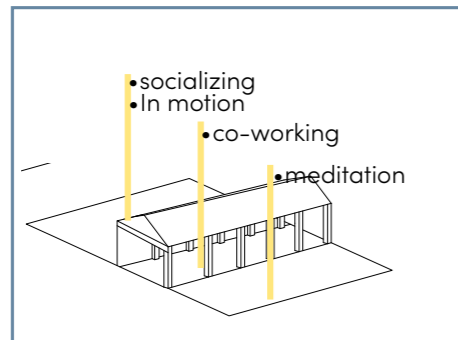 •socializing
•In motion
•co-working
•meditation